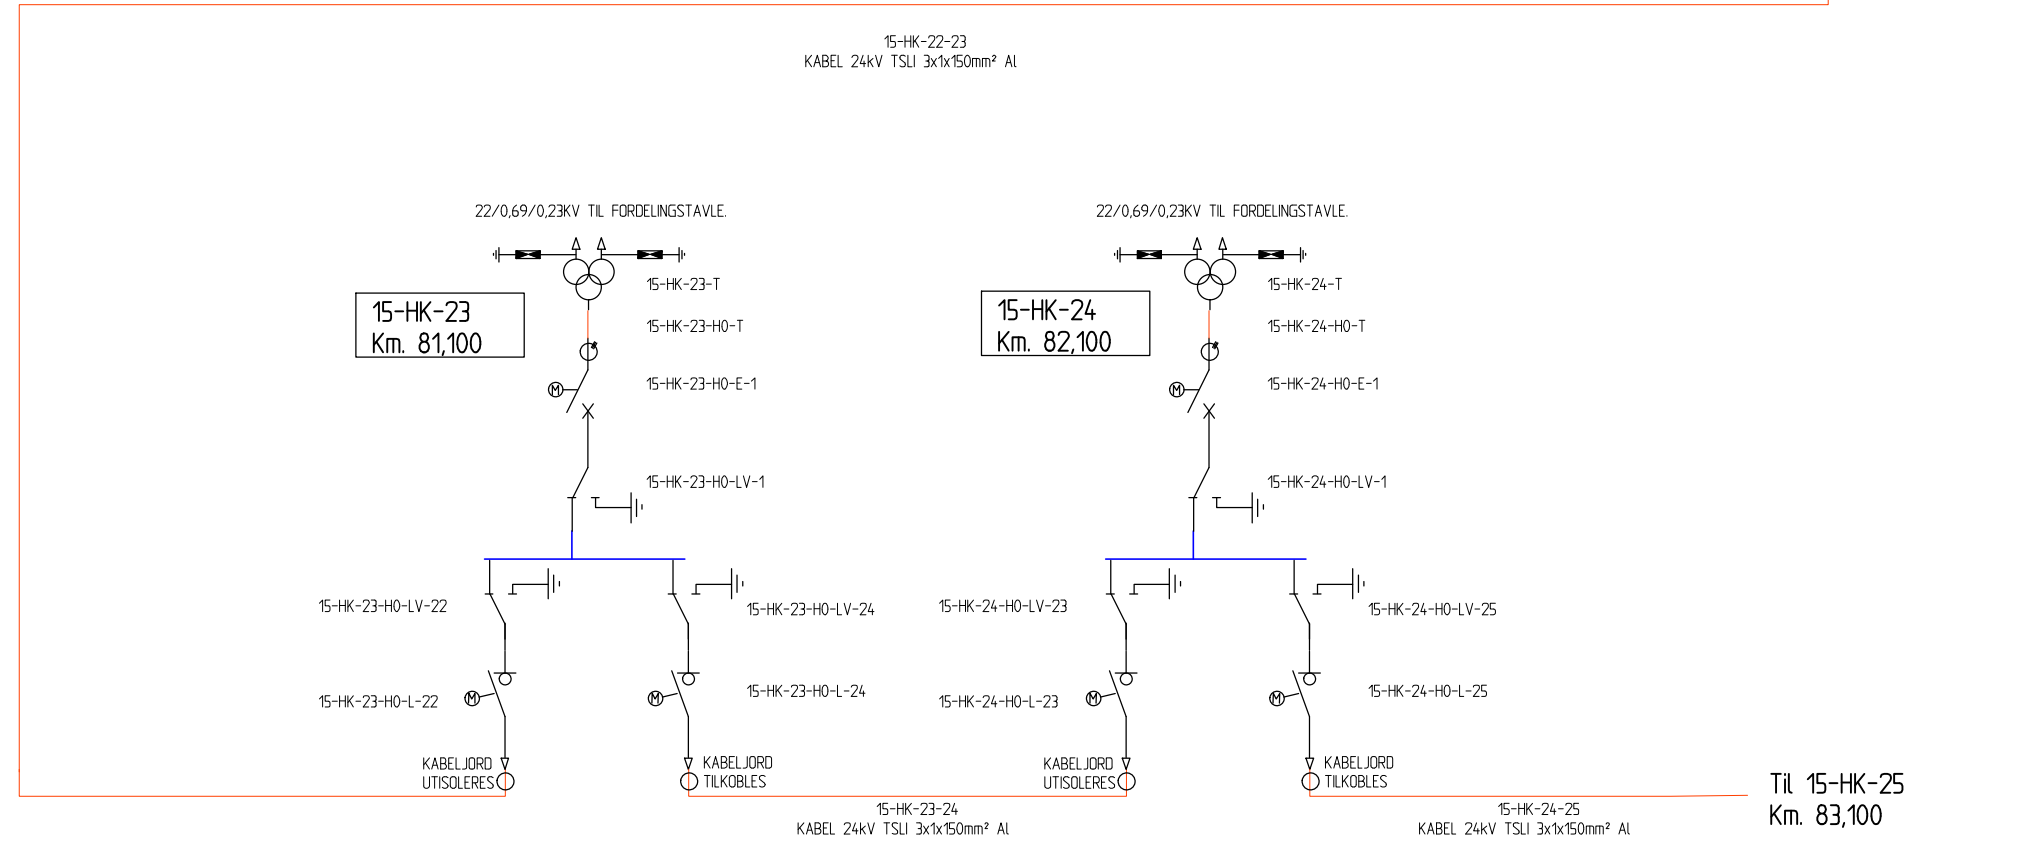 15-HK-22-23
KABEL 24kV TSLI 3x1x150mm² Al
22/0,69/0,23KV TIL FORDELINGSTAVLE.
15-HK-23-T
15-HK-23
Km. 81,100
15-HK-23-H0-T
15-HK-23-H0-E-1
M
15-HK-23-H0-LV-1
15-HK-23-H0-LV-22
15-HK-23-H0-LV-24
15-HK-23-H0-L-22
M
M
15-HK-23-H0-L-24
KABELJORD
UTISOLERES
KABELJORD
TILKOBLES
15-HK-23-24
KABEL 24kV TSLI 3x1x150mm² Al
22/0,69/0,23KV TIL FORDELINGSTAVLE.
15-HK-24-T
15-HK-24
Km. 82,100
15-HK-24-H0-T
15-HK-24-H0-E-1
M
15-HK-24-H0-LV-1
15-HK-24-H0-LV-23
15-HK-24-H0-LV-25
15-HK-24-H0-L-23
M
M
15-HK-24-H0-L-25
KABELJORD
UTISOLERES
KABELJORD
TILKOBLES
15-HK-24-25
KABEL 24kV TSLI 3x1x150mm² Al
Til 15-HK-25
Km. 83,100